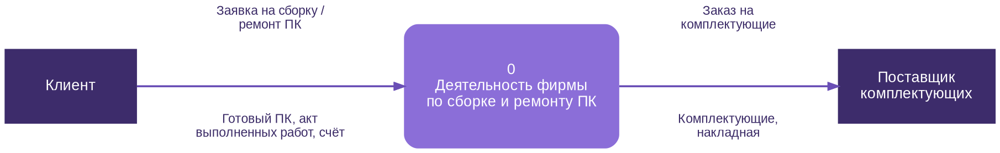 Заявка на сборку /
ремонт ПК
Заказ на
комплектующие
Клиент
0
Деятельность фирмы
по сборке и ремонту ПК
Поставщик
комплектующих
Готовый ПК, акт
выполненных работ, счёт
Комплектующие,
накладная